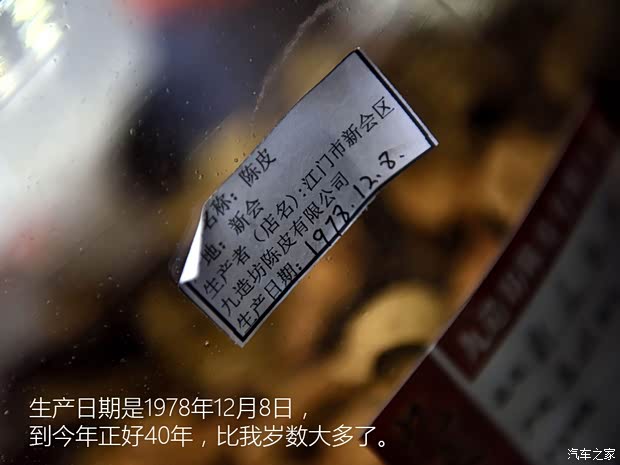 名称：陈皮
地：新会
生产者（店名）：江门市新会区
九造坊陈皮有限公司
生产日期：1978.12.8.
生产日期是1978年12月8日，
到今年正好40年，比我岁数大多了。
汽车之家